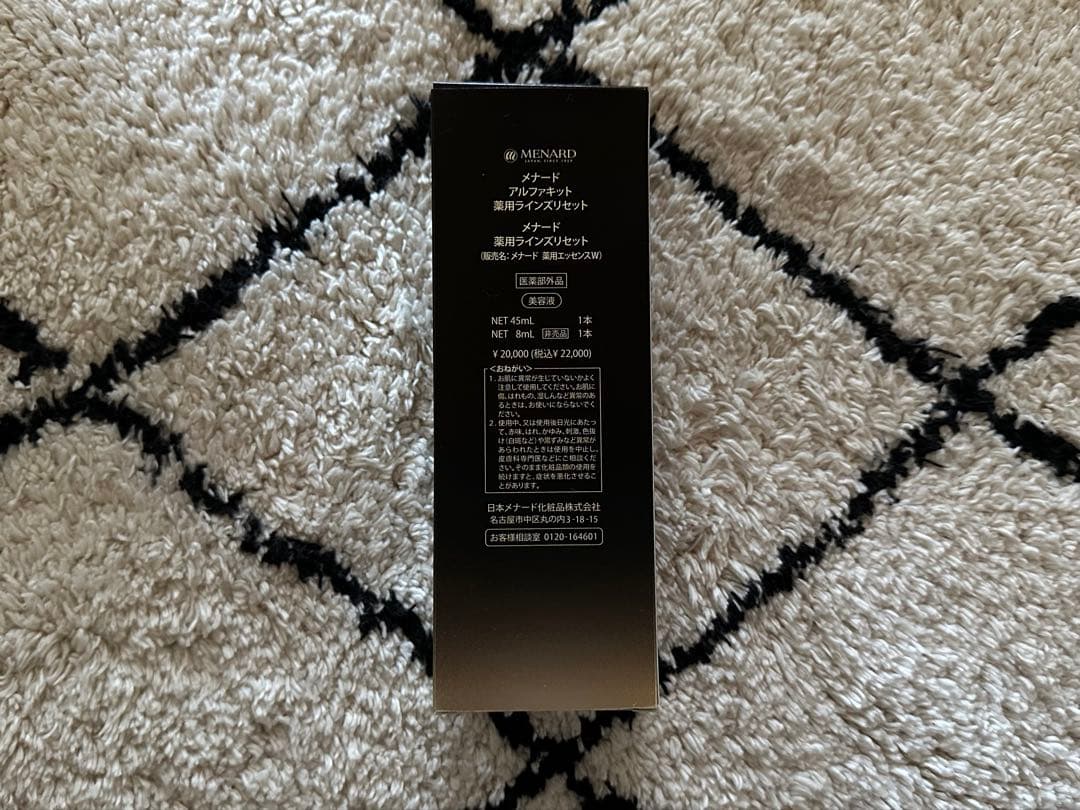 MENARD
JAPAN, SINCE 1959
メナード
アルファキット
薬用ラインズリセット
メナード
薬用ラインズリセット
(販売名:メナード 薬用エッセンスW)
医薬部外品
美容液
NET 45mL 1本
NET 8mL 非売品 1本
¥20,000 (税込¥22,000)
<おねがい>
1. お肌に異常が生じていないかよく
注意して使用してください。お肌に
傷、はれもの、湿しんなど異常のあ
るときは、お使いにならないでく
ださい。
2. 使用中、又は使用後日光にあたっ
て、赤味、はれ、かゆみ、刺激、色抜
け(白斑など)や黒ずみなど異常が
あらわれたときは使用を中止し、
皮膚科専門医などにご相談くだ
さい。そのまま化粧品類の使用を
続けますと、症状を悪化させるこ
とがあります。
日本メナード化粧品株式会社
名古屋市中区丸の内3-18-15
お客様相談室 0120-164601